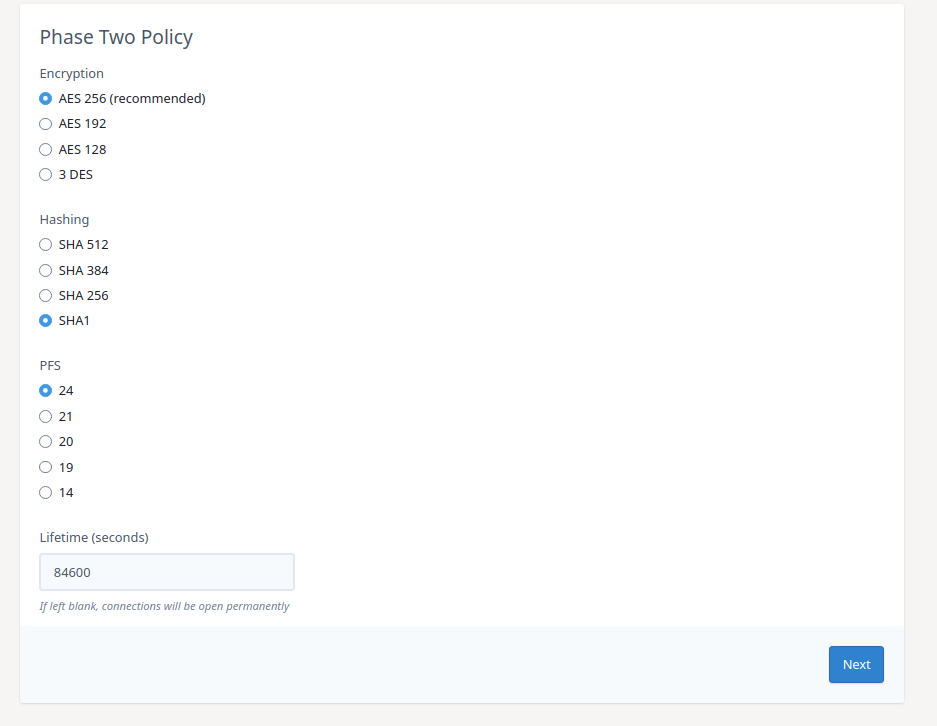 Phase Two Policy
Encryption
AES 256 (recommended)
AES 192
AES 128
3 DES
Hashing
SHA 512
SHA 384
SHA 256
SHA1
PFS
24
21
20
19
14
Lifetime (seconds)
84600
If left blank, connections will be open permanently
Next